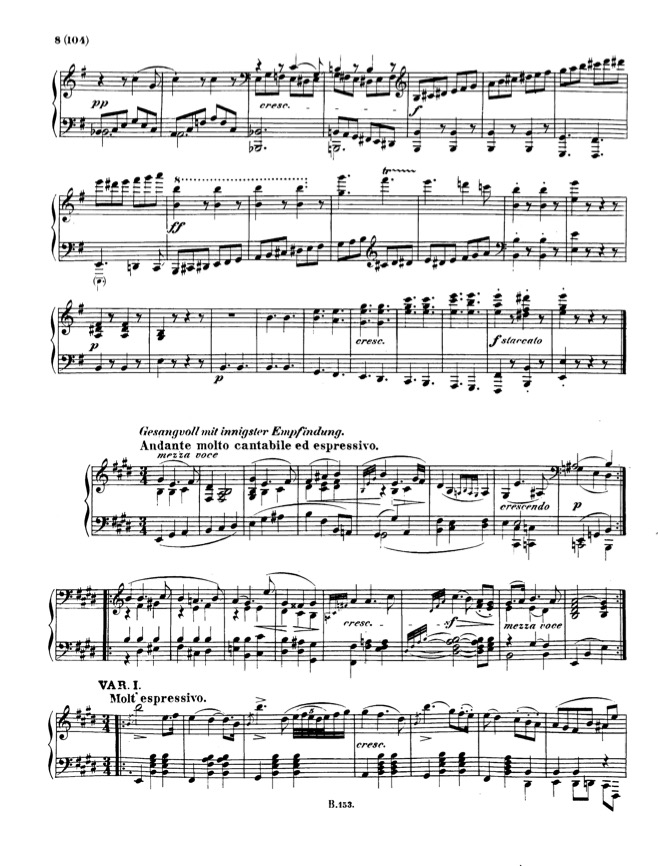 8 (104)
pp
cresc.
f
8
tr
ff
p
p
cresc.
f staccato
Gesangvoll mit innigster Empfindung.
Andante molto cantabile ed espressivo.
mezza voce
crescendo
p
cresc.
sf
mezza voce
VAR. I.
Molt' espressivo.
5
cresc.
B.153.